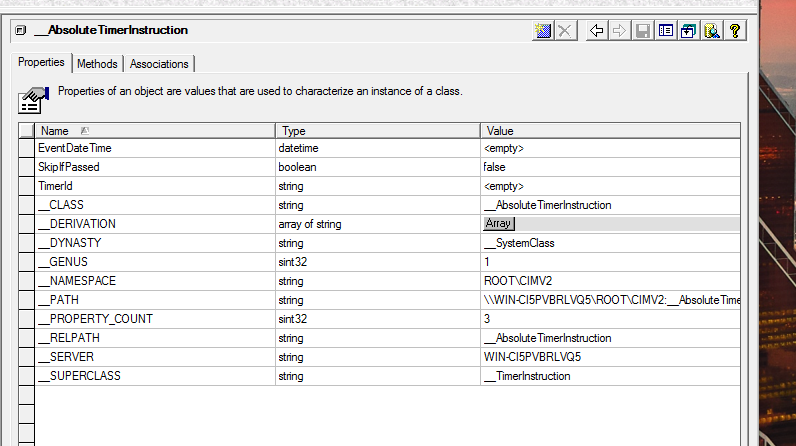 __AbsoluteTimerInstruction
Properties Methods Associations
Properties of an object are values that are used to characterize an instance of a class.
Name Type Value
EventDateTime datetime <empty>
SkipIfPassed boolean false
TimerId string <empty>
__CLASS string __AbsoluteTimerInstruction
__DERIVATION array of string Array
__DYNASTY string __SystemClass
__GENUS sint32 1
__NAMESPACE string ROOT\CIMV2
__PATH string \\WIN-CI5PVBRLVQ5\ROOT\CIMV2:__AbsoluteTime
__PROPERTY_COUNT sint32 3
__RELPATH string __AbsoluteTimerInstruction
__SERVER string WIN-CI5PVBRLVQ5
__SUPERCLASS string __TimerInstruction